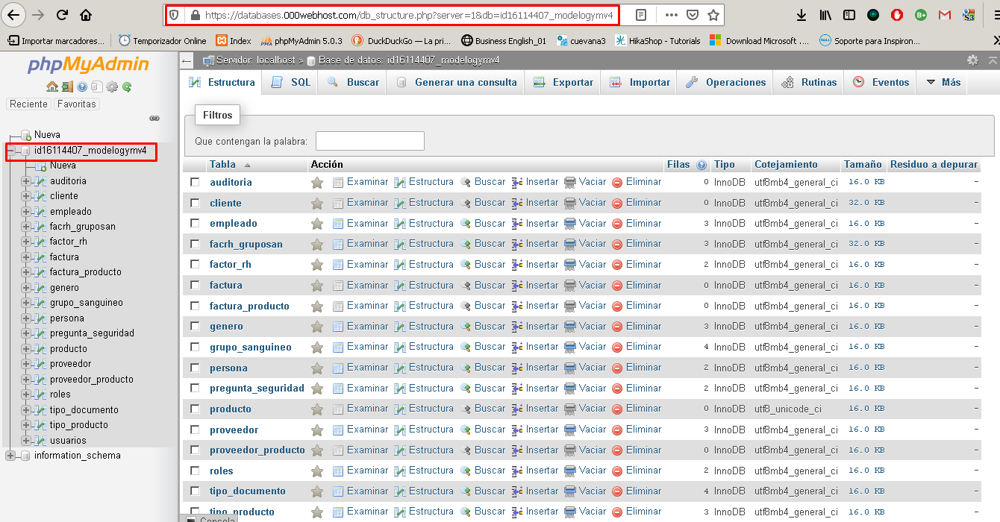 https://databases.000webhost.com/db_structure.php?server=1&db=id16114407_modelogymv4
Importar marcadores... Temporizador Online Index phpMyAdmin 5.0.3 DuckDuckGo — La pri... Business English_01 cuevana3 HikaShop - Tutorials Download Microsoft .... Soporte para Inspiron...
phpMyAdmin
Reciente Favoritas
Nueva
id16114407_modelogymv4
Nueva
auditoria
cliente
empleado
facrh_gruposan
factor_rh
factura
factura_producto
genero
grupo_sanguineo
persona
pregunta_seguridad
producto
proveedor
proveedor_producto
roles
tipo_documento
tipo_producto
usuarios
information_schema
Servidor: localhost » Base de datos: id16114407_modelogymv4
Estructura SQL Buscar Generar una consulta Exportar Importar Operaciones Rutinas Eventos Más
Filtros
Que contengan la palabra:
Tabla Acción Filas Tipo Cotejamiento Tamaño Residuo a depurar
auditoria Examinar Estructura Buscar Insertar Vaciar Eliminar 0 InnoDB utf8mb4_general_ci 16.0 KB -
cliente Examinar Estructura Buscar Insertar Vaciar Eliminar 0 InnoDB utf8mb4_general_ci 32.0 KB -
empleado Examinar Estructura Buscar Insertar Vaciar Eliminar 3 InnoDB utf8mb4_general_ci 16.0 KB -
facrh_gruposan Examinar Estructura Buscar Insertar Vaciar Eliminar 3 InnoDB utf8mb4_general_ci 32.0 KB -
factor_rh Examinar Estructura Buscar Insertar Vaciar Eliminar 2 InnoDB utf8mb4_general_ci 16.0 KB -
factura Examinar Estructura Buscar Insertar Vaciar Eliminar 0 InnoDB utf8mb4_general_ci 16.0 KB -
factura_producto Examinar Estructura Buscar Insertar Vaciar Eliminar 0 InnoDB utf8mb4_general_ci 16.0 KB -
genero Examinar Estructura Buscar Insertar Vaciar Eliminar 3 InnoDB utf8mb4_general_ci 16.0 KB -
grupo_sanguineo Examinar Estructura Buscar Insertar Vaciar Eliminar 4 InnoDB utf8mb4_general_ci 16.0 KB -
persona Examinar Estructura Buscar Insertar Vaciar Eliminar 2 InnoDB utf8mb4_general_ci 16.0 KB -
pregunta_seguridad Examinar Estructura Buscar Insertar Vaciar Eliminar 2 InnoDB utf8mb4_general_ci 16.0 KB -
producto Examinar Estructura Buscar Insertar Vaciar Eliminar 0 InnoDB utf8_unicode_ci 16.0 KB -
proveedor Examinar Estructura Buscar Insertar Vaciar Eliminar 3 InnoDB utf8mb4_general_ci 16.0 KB -
proveedor_producto Examinar Estructura Buscar Insertar Vaciar Eliminar 0 InnoDB utf8mb4_general_ci 16.0 KB -
roles Examinar Estructura Buscar Insertar Vaciar Eliminar 2 InnoDB utf8mb4_general_ci 16.0 KB -
tipo_documento Examinar Estructura Buscar Insertar Vaciar Eliminar 4 InnoDB utf8mb4_general_ci 16.0 KB -
tipo_producto Examinar Estructura Buscar Insertar Vaciar Eliminar 3 InnoDB utf8mb4_general_ci 16.0 KB -
Consola